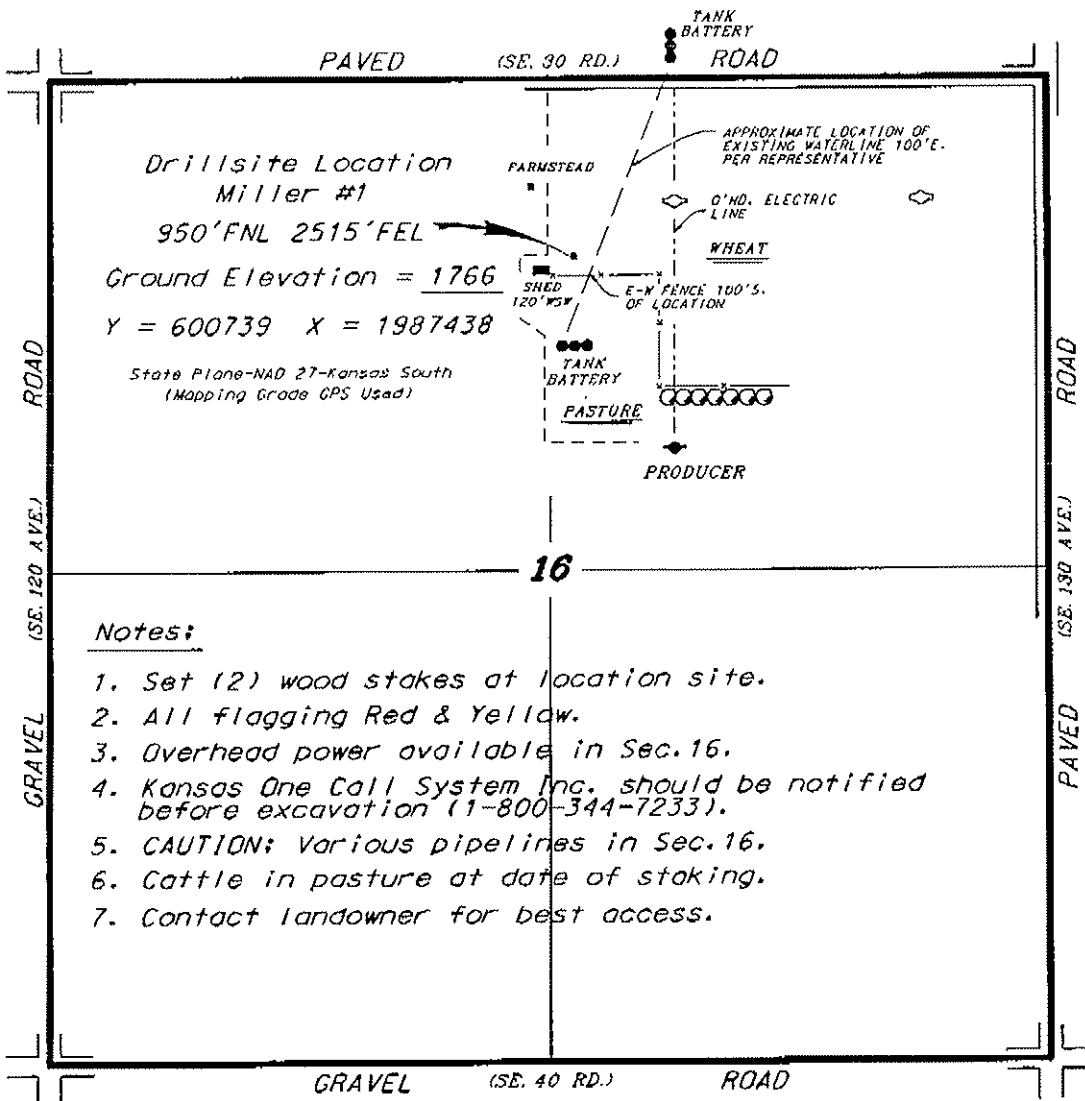 TANK
BATTERY
PAVED (SE. 30 RD.) ROAD
APPROXIMATE LOCATION OF
EXISTING WATERLINE 100'E.
PER REPRESENTATIVE
Drillsite Location
Miller #1
FARMSTEAD
950'FNL 2515'FEL
O'HD. ELECTRIC
LINE
WHEAT
Ground Elevation = 1766
SHED
120'WSW
E-W FENCE 100'S.
OF LOCATION
Y = 600739 X = 1987438
State Plane-NAD 27-Kansas South
(Mapping Grade GPS Used)
TANK
BATTERY
PASTURE
PRODUCER
GRAVEL (SE. 120 AVE.) ROAD
PAVED (SE. 130 AVE.) ROAD
16
Notes:
1. Set (2) wood stakes at location site.
2. All flagging Red & Yellow.
3. Overhead power available in Sec. 16.
4. Kansas One Call System Inc. should be notified
before excavation (1-800-344-7233).
5. CAUTION: Various pipelines in Sec. 16.
6. Cattle in pasture at date of staking.
7. Contact landowner for best access.
GRAVEL (SE. 40 RD.) ROAD